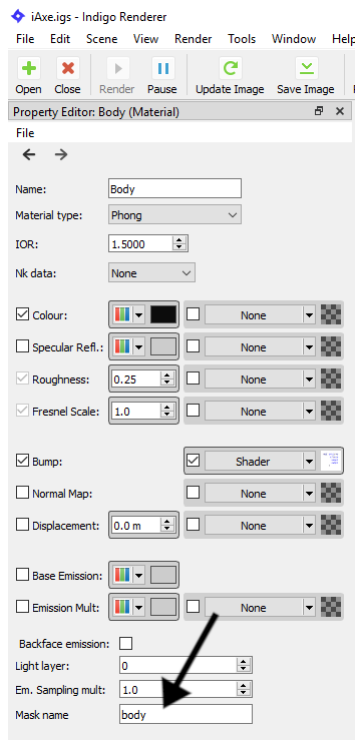 iAxe.igs - Indigo Renderer
File Edit Scene View Render Tools Window Help
Open Close Render Pause Update Image Save Image
Property Editor: Body (Material)
File
Name: Body
Material type: Phong
IOR: 1.5000
Nk data: None
Colour: None
Specular Refl.: None
Roughness: 0.25 None
Fresnel Scale: 1.0 None
Bump: Shader
Normal Map: None
Displacement: 0.0 m None
Base Emission:
Emission Mult: None
Backface emission:
Light layer: 0
Em. Sampling mult: 1.0
Mask name body